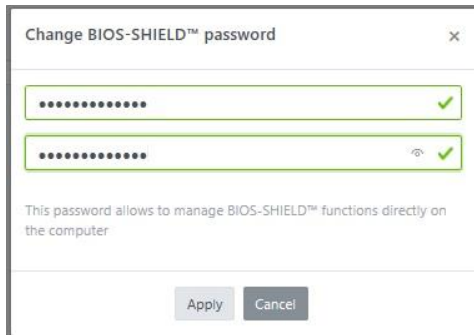 Change BIOS-SHIELD™ password ×
•••••••••••••
•••••••••••••
This password allows to manage BIOS-SHIELD™ functions directly on
the computer
Apply Cancel